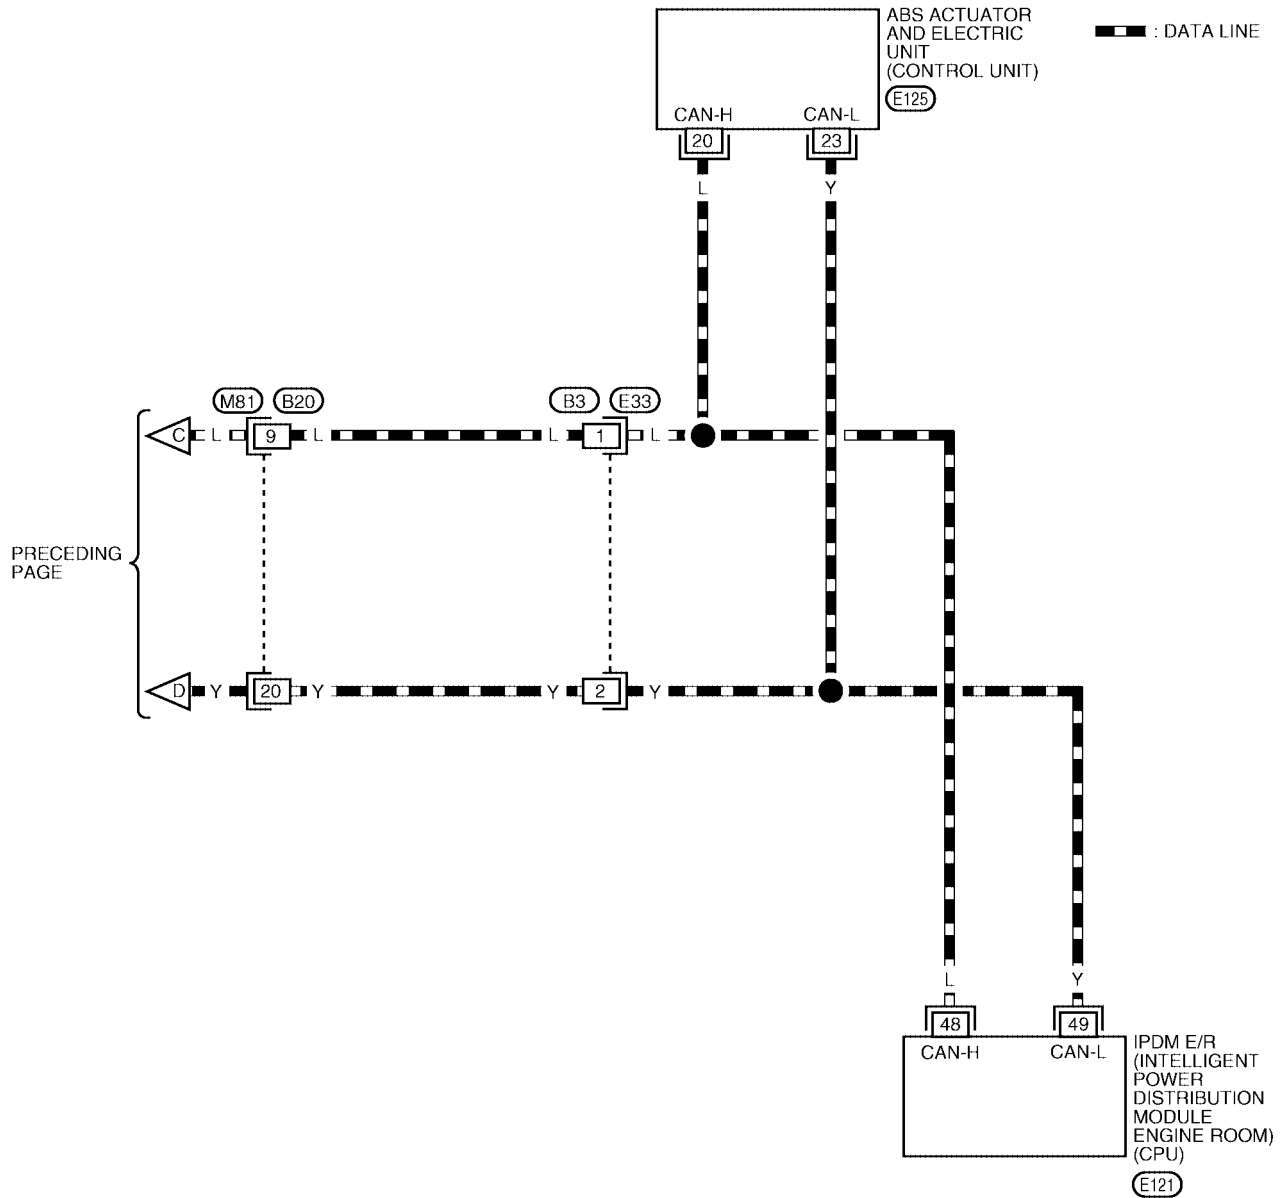 ABS ACTUATOR
AND ELECTRIC
UNIT
(CONTROL UNIT)
E125
: DATA LINE
CAN-H CAN-L
20 23
L Y
M81 B20 B3 E33
C L 9 L L 1 L
PRECEDING
PAGE
D Y 20 Y Y 2 Y
L Y
48 49
CAN-H CAN-L
IPDM E/R
(INTELLIGENT
POWER
DISTRIBUTION
MODULE
ENGINE ROOM)
(CPU)
E121